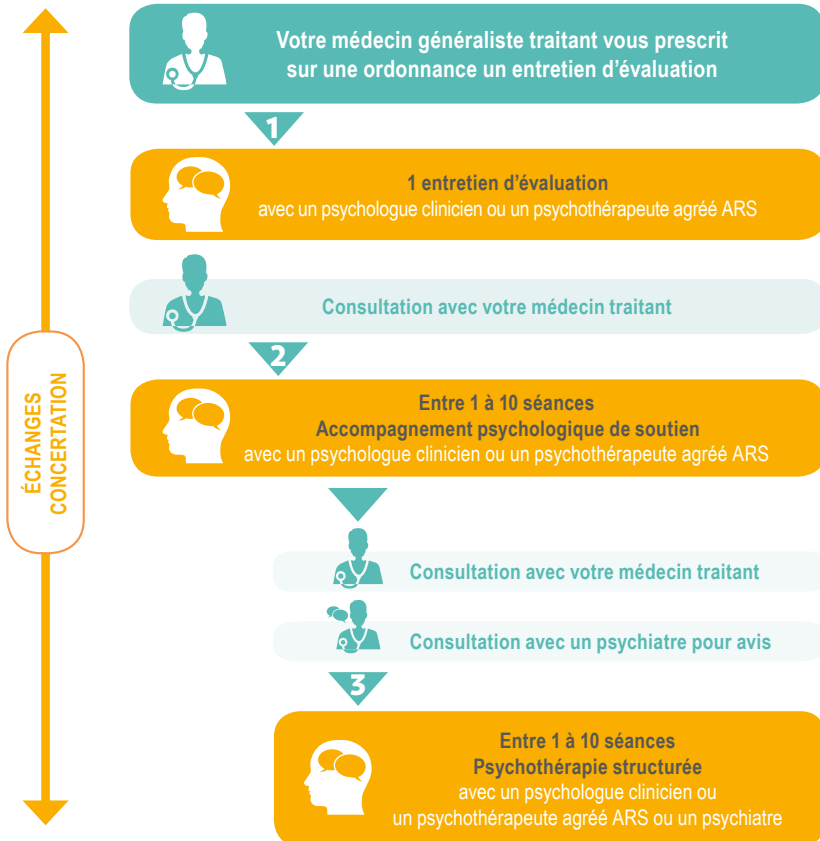 Votre médecin généraliste traitant vous prescrit
sur une ordonnance un entretien d'évaluation
1
1 entretien d'évaluation
avec un psychologue clinicien ou un psychothérapeute agréé ARS
Consultation avec votre médecin traitant
2
Entre 1 à 10 séances
Accompagnement psychologique de soutien
avec un psychologue clinicien ou un psychothérapeute agréé ARS
ÉCHANGES
CONCERTATION
Consultation avec votre médecin traitant
Consultation avec un psychiatre pour avis
3
Entre 1 à 10 séances
Psychothérapie structurée
avec un psychologue clinicien ou
un psychothérapeute agréé ARS ou un psychiatre